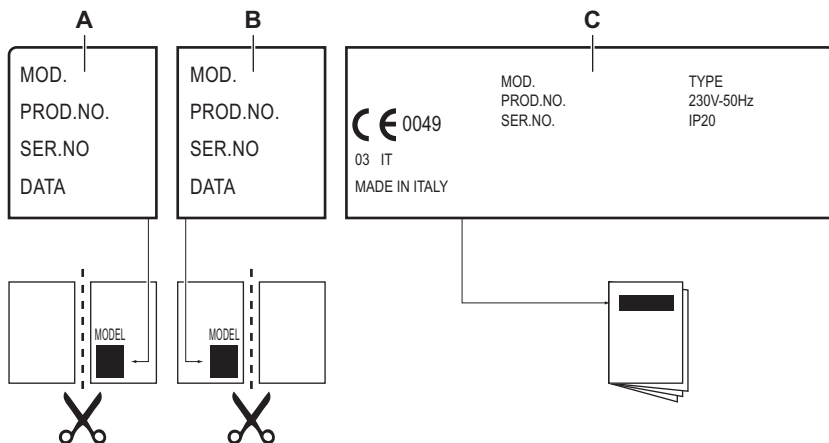 A
B
C
MOD.
PROD.NO.
SER.NO
DATA
MOD.
PROD.NO.
SER.NO
DATA
MOD.
PROD.NO.
SER.NO.
TYPE
230V-50Hz
IP20
CE 0049
03 IT
MADE IN ITALY
MODEL
MODEL